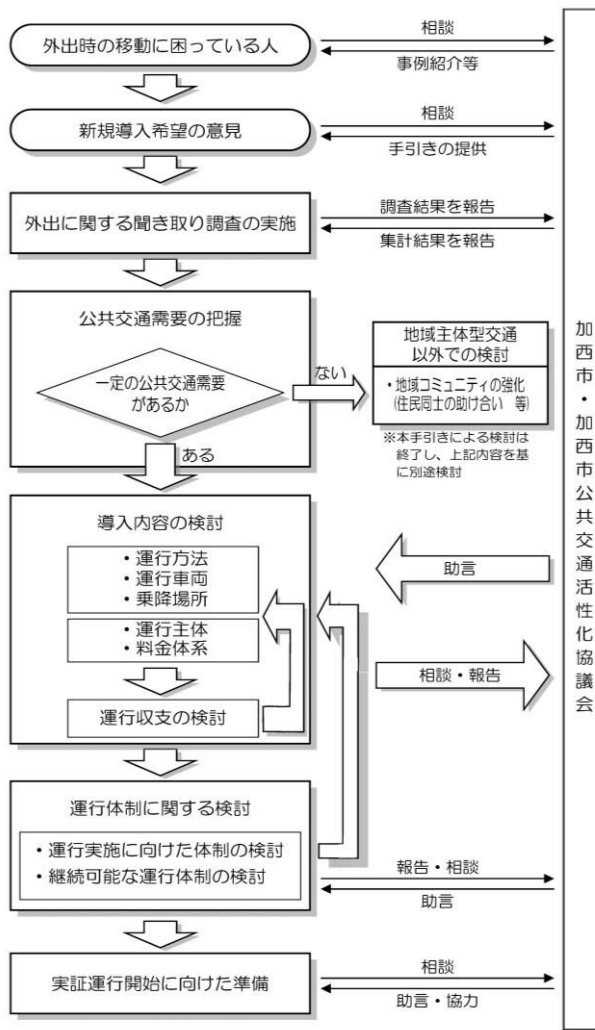 外出時の移動に困っている人
相談
事例紹介等
新規導入希望の意見
相談
手引きの提供
外出に関する聞き取り調査の実施
調査結果を報告
集計結果を報告
公共交通需要の把握
一定の公共交通需要
があるか
ない
ある
地域主体型交通
以外での検討
・地域コミュニティの強化
(住民同士の助け合い 等)
※本手引きによる検討は
終了し、上記内容を基
に別途検討
導入内容の検討
・運行方法
・運行車両
・乗降場所
・運行主体
・料金体系
運行収支の検討
助言
相談・報告
運行体制に関する検討
・運行実施に向けた体制の検討
・継続可能な運行体制の検討
報告・相談
助言
実証運行開始に向けた準備
相談
助言・協力
加西市・加西市公共交通活性化協議会